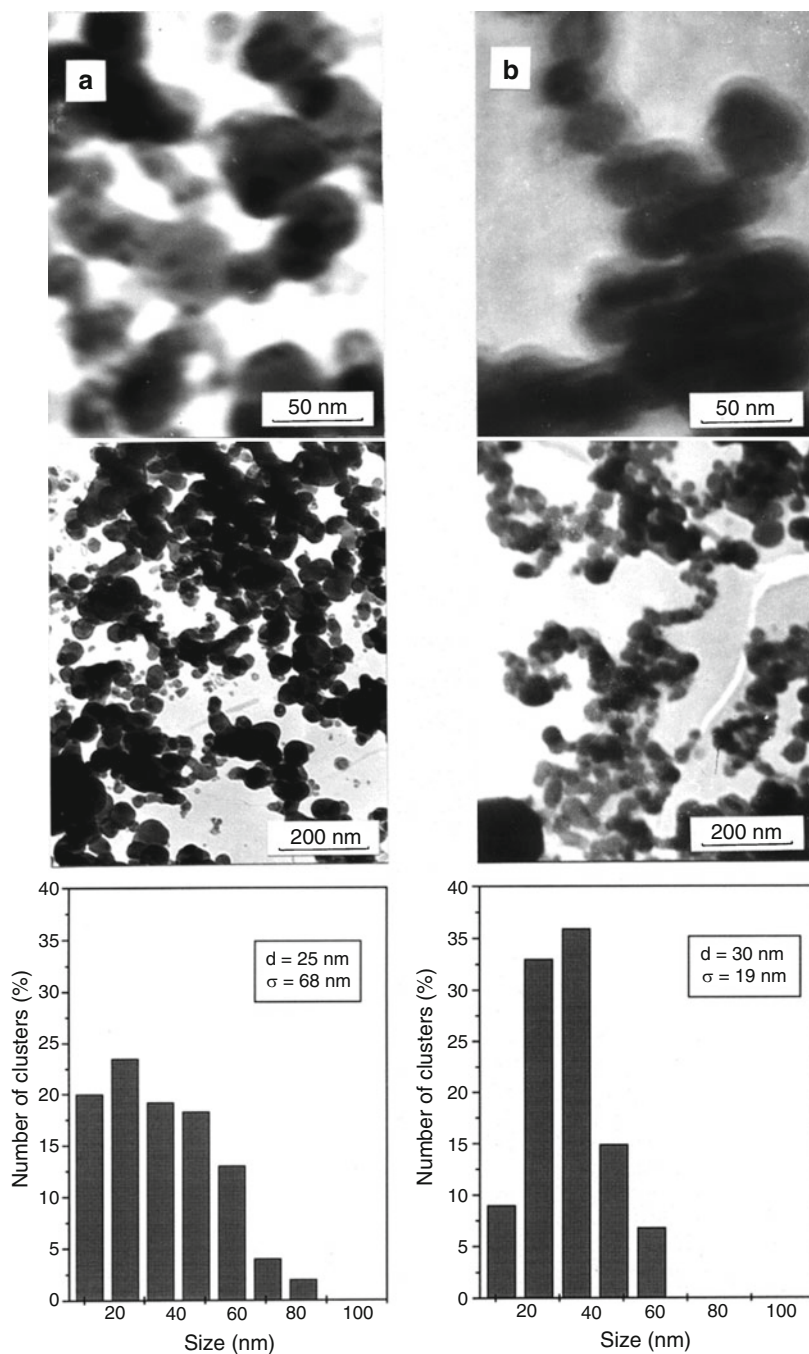 a
50 nm
200 nm
40
35
30
25
20
15
10
5
0
Number of clusters (%)
d = 25 nm
σ = 68 nm
20 40 60 80 100
Size (nm)
b
50 nm
200 nm
40
35
30
25
20
15
10
5
0
Number of clusters (%)
d = 30 nm
σ = 19 nm
20 40 60 80 100
Size (nm)